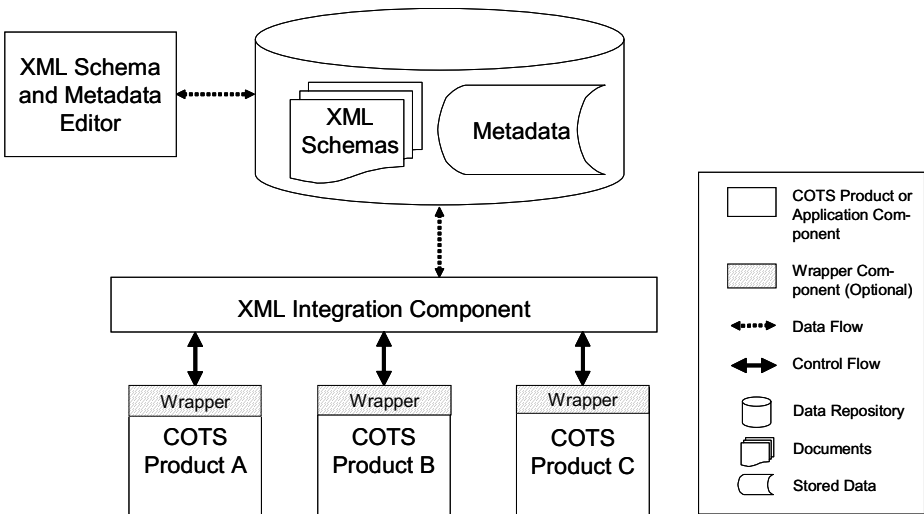 XML Schema
and Metadata
Editor
XML
Schemas
Metadata
XML Integration Component
Wrapper
COTS
Product A
Wrapper
COTS
Product B
Wrapper
COTS
Product C
COTS Product or
Application Com-
ponent
Wrapper Com-
ponent (Optional)
Data Flow
Control Flow
Data Repository
Documents
Stored Data